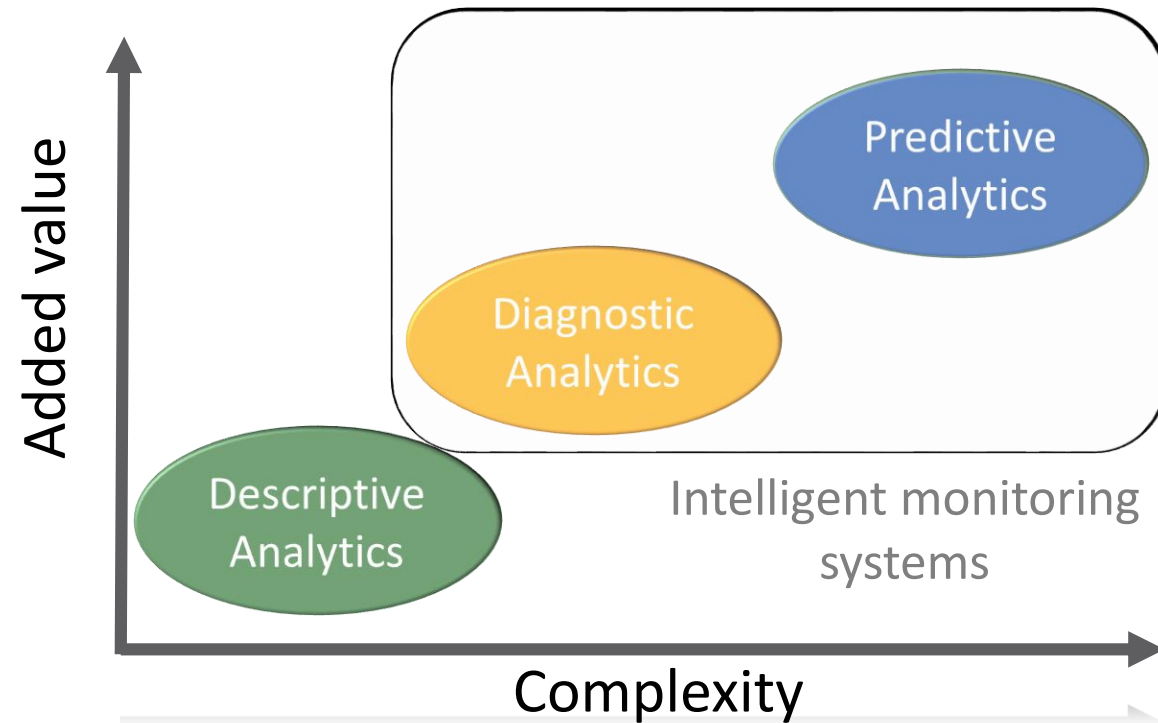 Added value
Predictive
Analytics
Diagnostic
Analytics
Descriptive
Analytics
Intelligent monitoring
systems
Complexity